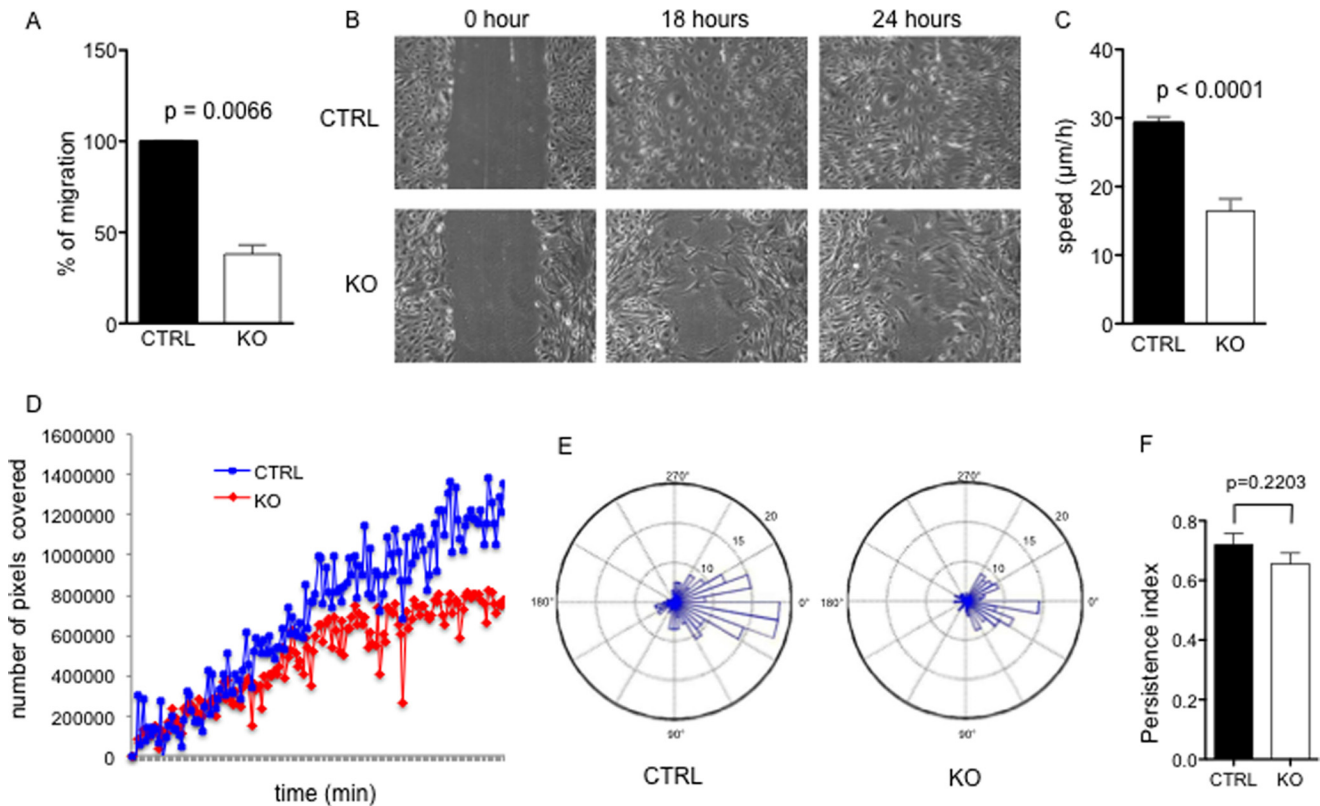 A
150
100
50
0
% of migration
p = 0.0066
CTRL
KO
B
0 hour
18 hours
24 hours
CTRL
KO
C
40
30
20
10
0
speed (µm/h)
p < 0.0001
CTRL
KO
D
1600000
1400000
1200000
1000000
800000
600000
400000
200000
0
number of pixels covered
CTRL
KO
time (min)
E
270°
20
15
10
180°
0°
90°
CTRL
270°
20
15
10
180°
0°
90°
KO
F
p=0.2203
0.8
0.6
0.4
0.2
0.0
Persistence index
CTRL
KO